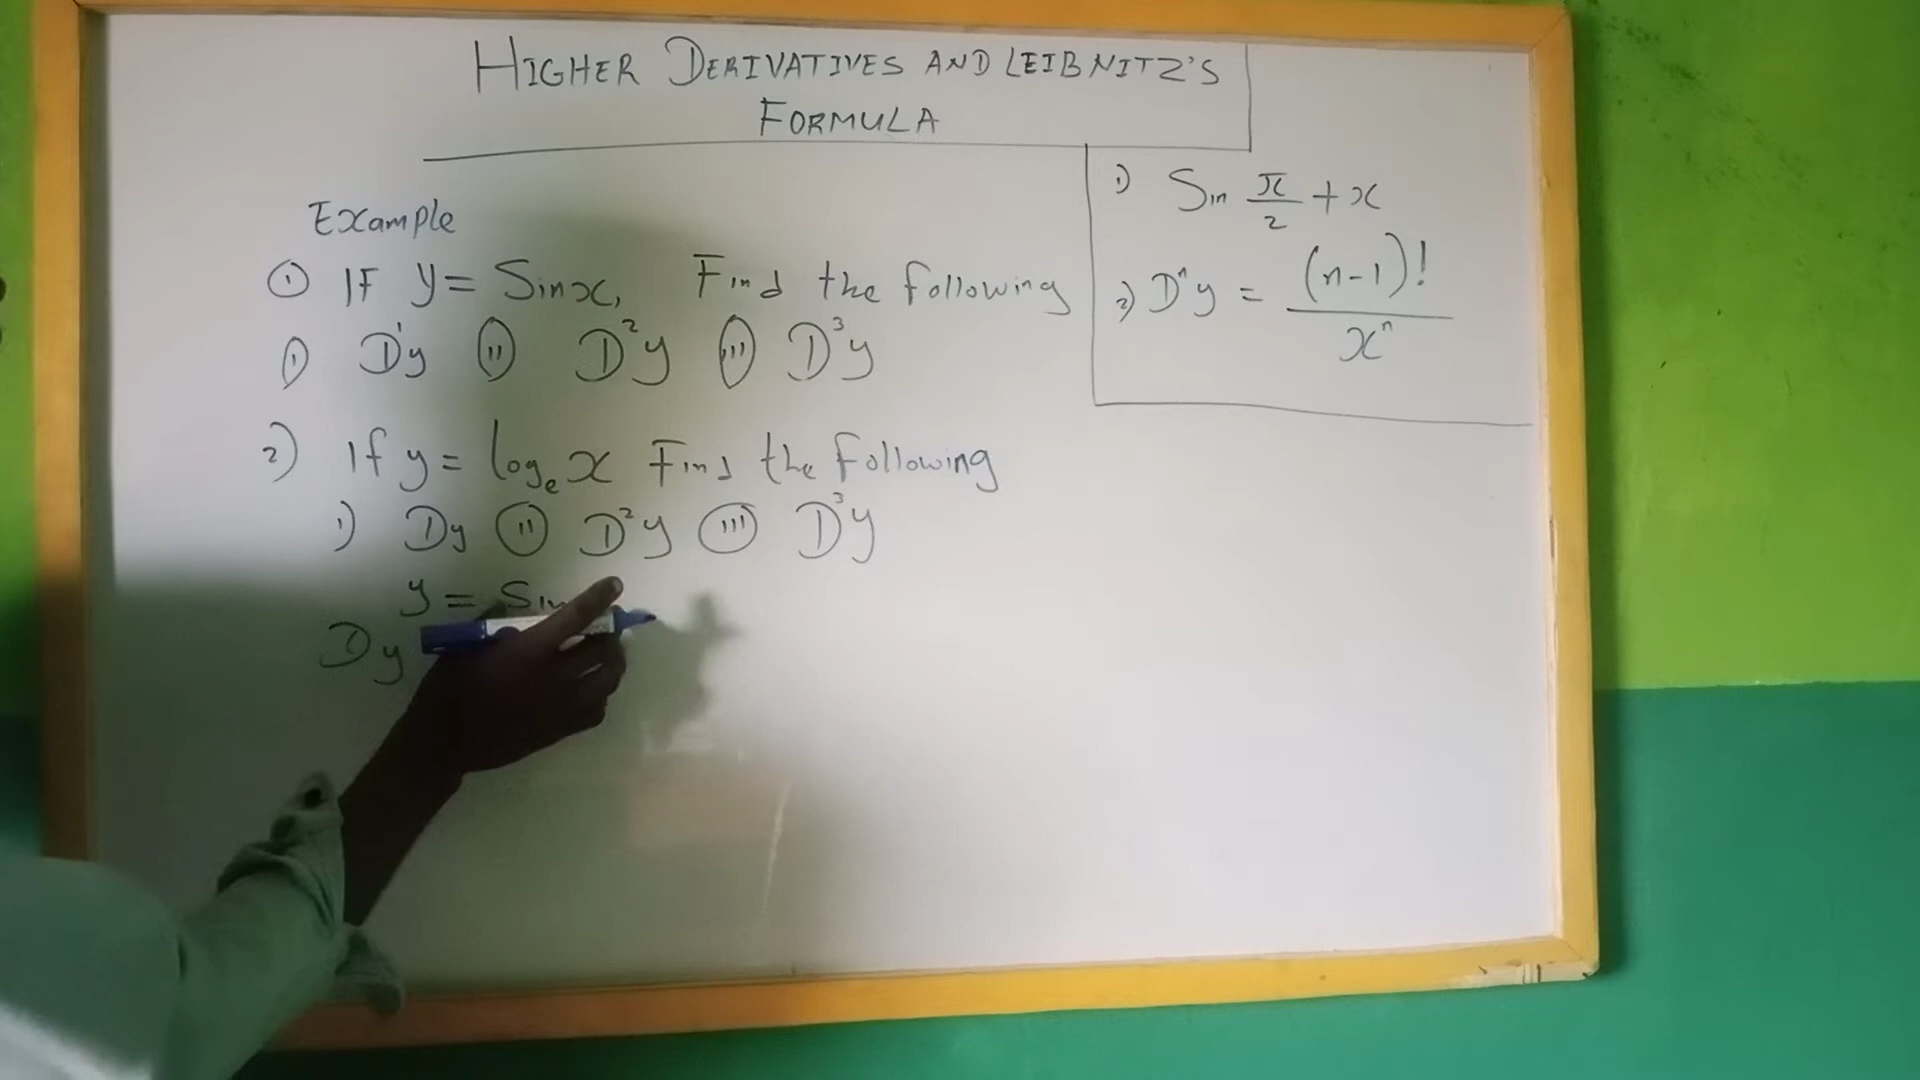 HIGHER DERIVATIVES AND LEIBNITZ'S
FORMULA
Example
① IF y = Sinx, Find the following
i) D¹y ii) D²y iii) D³y
2) If y = logₑx Find the following
i) Dy ii) D²y iii) D³y
y =
Dy
1) Sin π/2 + x
2) Dⁿy = (n-1)!/xⁿ